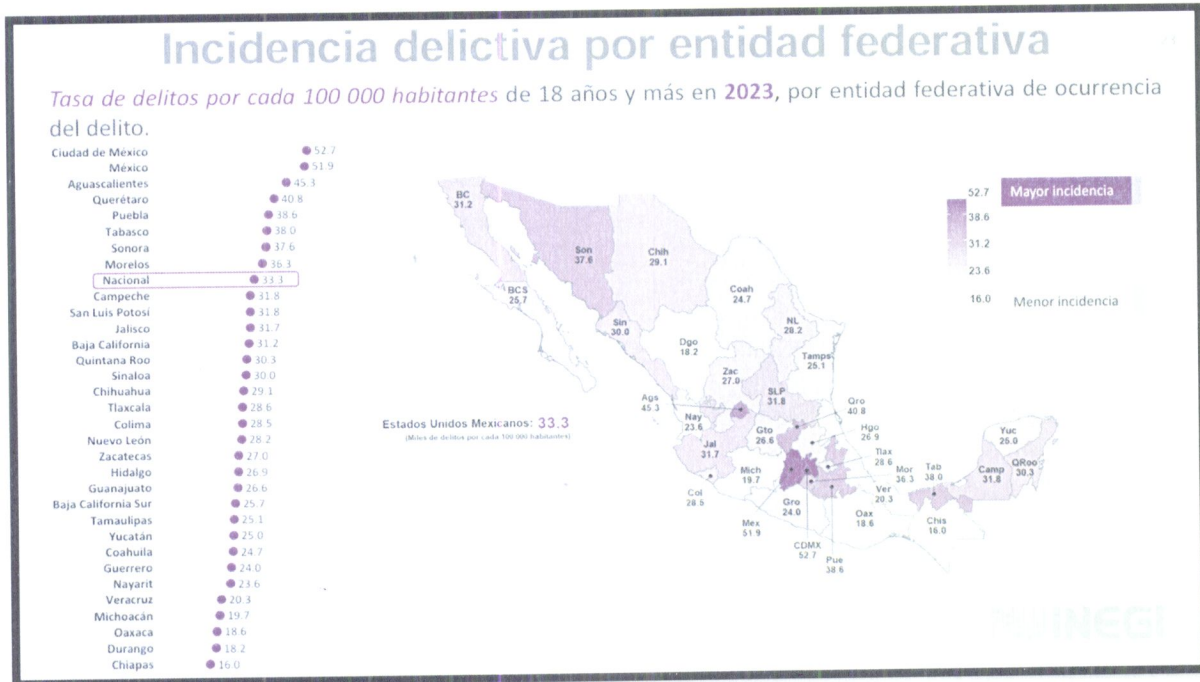 Incidencia delictiva por entidad federativa
Tasa de delitos por cada 100 000 habitantes de 18 años y más en 2023, por entidad federativa de ocurrencia
del delito.
Ciudad de México 52.7
México 51.9
Aguascalientes 45.3
Querétaro 40.8
Puebla 38.6
Tabasco 38.0
Sonora 37.6
Morelos 36.3
Nacional 33.3
Campeche 31.8
San Luis Potosí 31.8
Jalisco 31.7
Baja California 31.2
Quintana Roo 30.3
Sinaloa 30.0
Chihuahua 29.1
Tlaxcala 28.6
Colima 28.5
Nuevo León 28.2
Zacatecas 27.0
Hidalgo 26.9
Guanajuato 26.6
Baja California Sur 25.7
Tamaulipas 25.1
Yucatán 25.0
Coahuila 24.7
Guerrero 24.0
Nayarit 23.6
Veracruz 20.3
Michoacán 19.7
Oaxaca 18.6
Durango 18.2
Chiapas 16.0
BC
31.2
Son
37.6
Chih
29.1
BCS
25.7
Coah
24.7
Sin
30.0
NL
28.2
Dgo
18.2
Tamps
25.1
Zac
27.0
SLP
31.8
Ags
45.3
Nay
23.6
Gto
26.6
Qro
40.8
Hgo
26.9
Jal
31.7
Tlax
28.6
Mich
19.7
Mor
36.3
Tab
38.0
Yuc
25.0
Camp
31.8
QRoo
30.3
Col
28.5
Gro
24.0
Ver
20.3
Oax
18.6
Chis
16.0
Mex
51.9
CDMX
52.7
Pue
38.6
Estados Unidos Mexicanos: 33.3
(Miles de delitos por cada 100 000 habitantes)
52.7 Mayor incidencia
38.6
31.2
23.6
16.0 Menor incidencia
INEGI